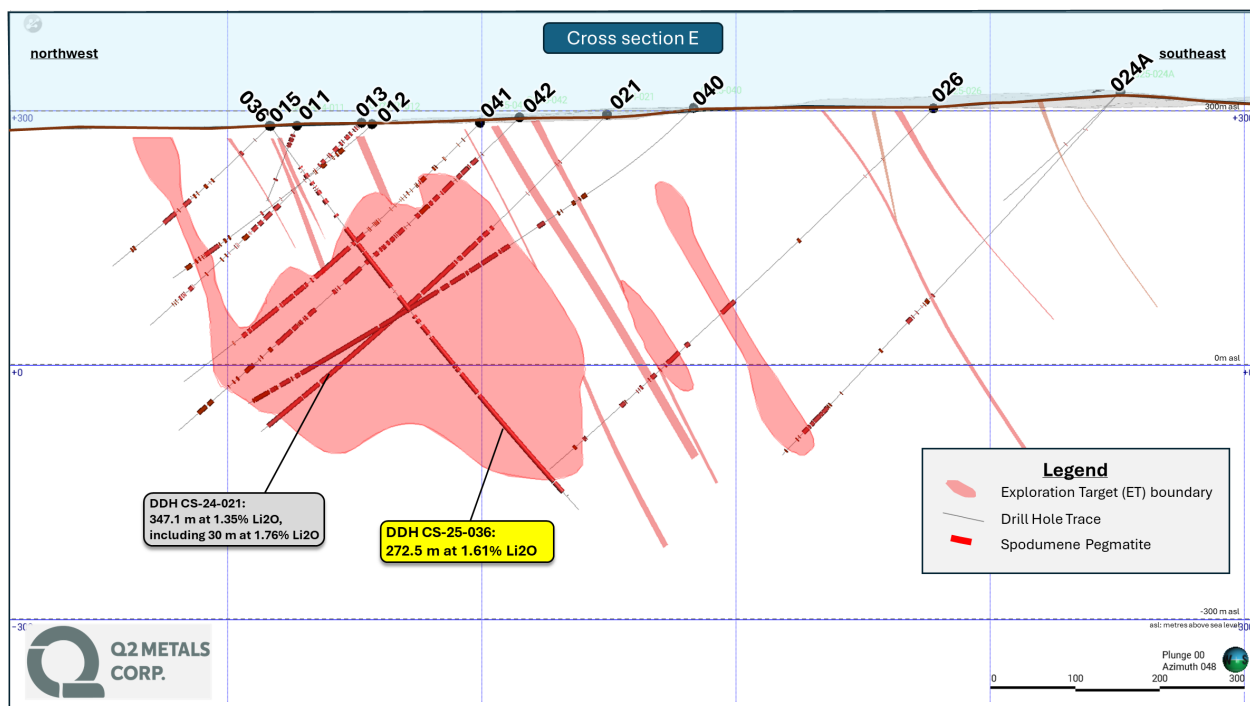 Cross section E
northwest
southeast
036
015
011
013
012
041
042
021
040
026
024A
+300
300m asl
+0
0m asl
-300 m asl
asl: metres above sea level
DDH CS-24-021:
347.1 m at 1.35% Li2O,
including 30 m at 1.76% Li2O
DDH CS-25-036:
272.5 m at 1.61% Li2O
Legend
Exploration Target (ET) boundary
Drill Hole Trace
Spodumene Pegmatite
Q2 METALS
CORP.
Plunge 00
Azimuth 048
0 100 200 300